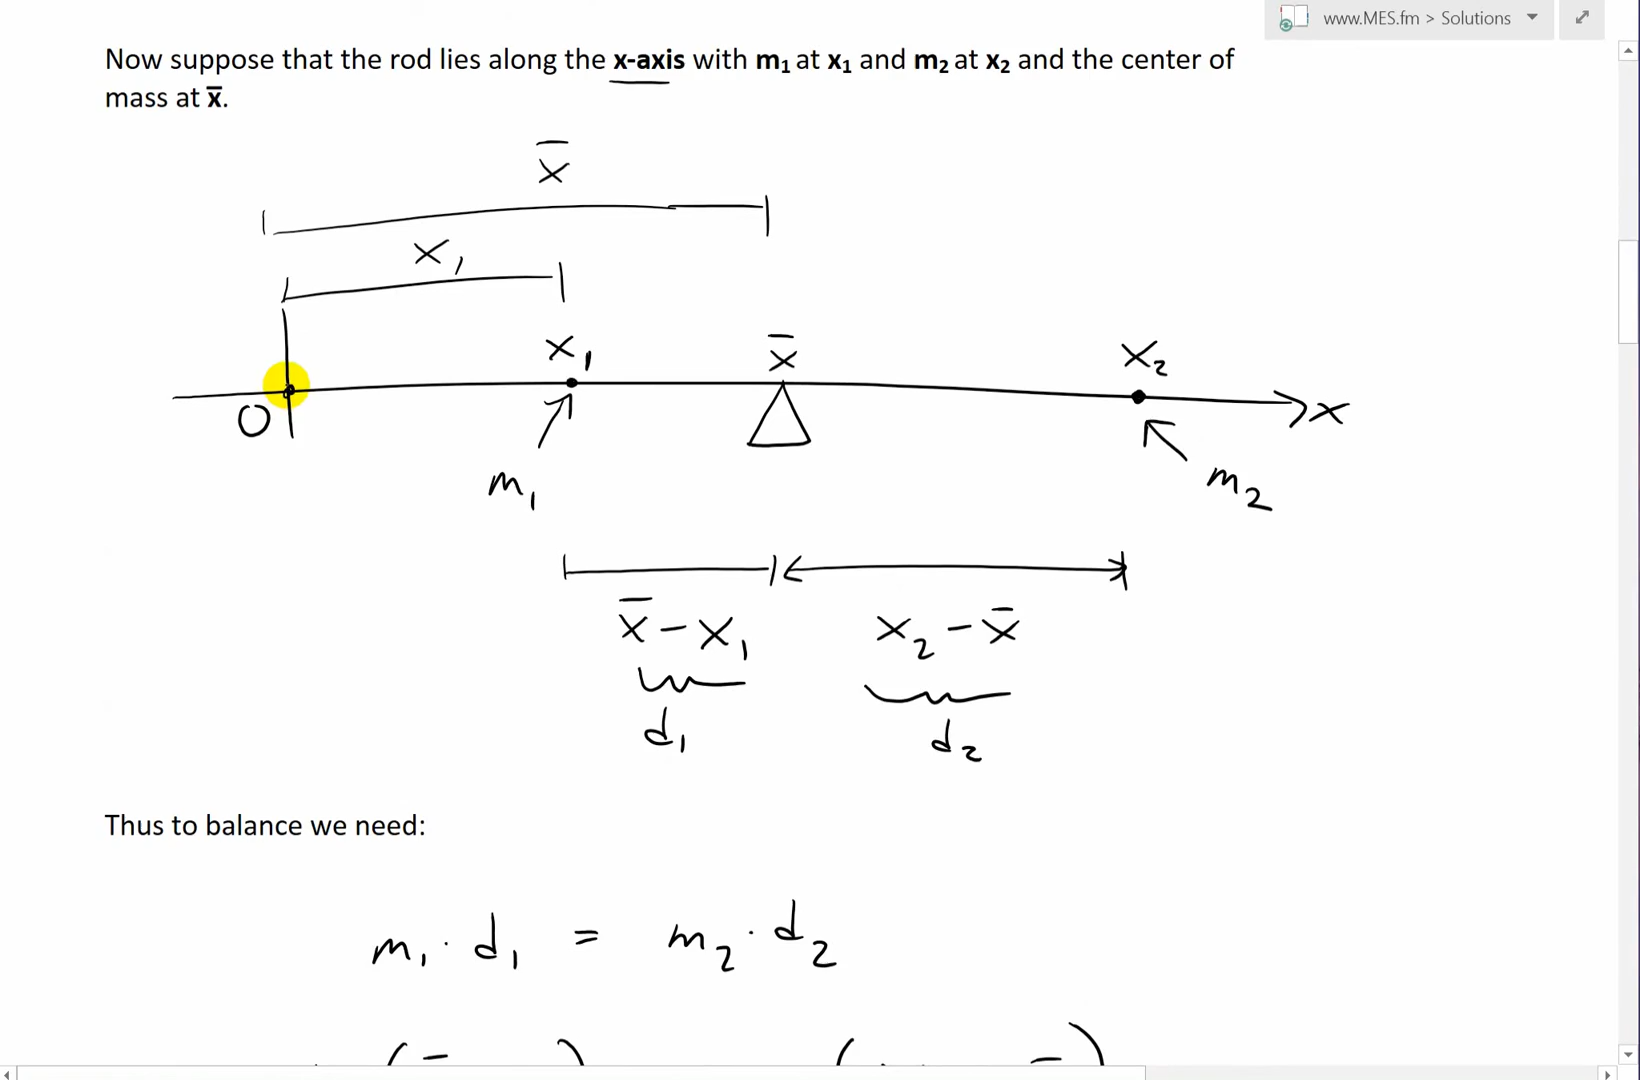 www.MES.fm > Solutions
Now suppose that the rod lies along the x-axis with m₁ at x₁ and m₂ at x₂ and the center of
mass at x̄.
x̄
x₁
x₁ x̄ x₂
0 x
m₁ m₂
x̄ - x₁ x₂ - x̄
d₁ d₂
Thus to balance we need:
m₁ · d₁ = m₂ · d₂